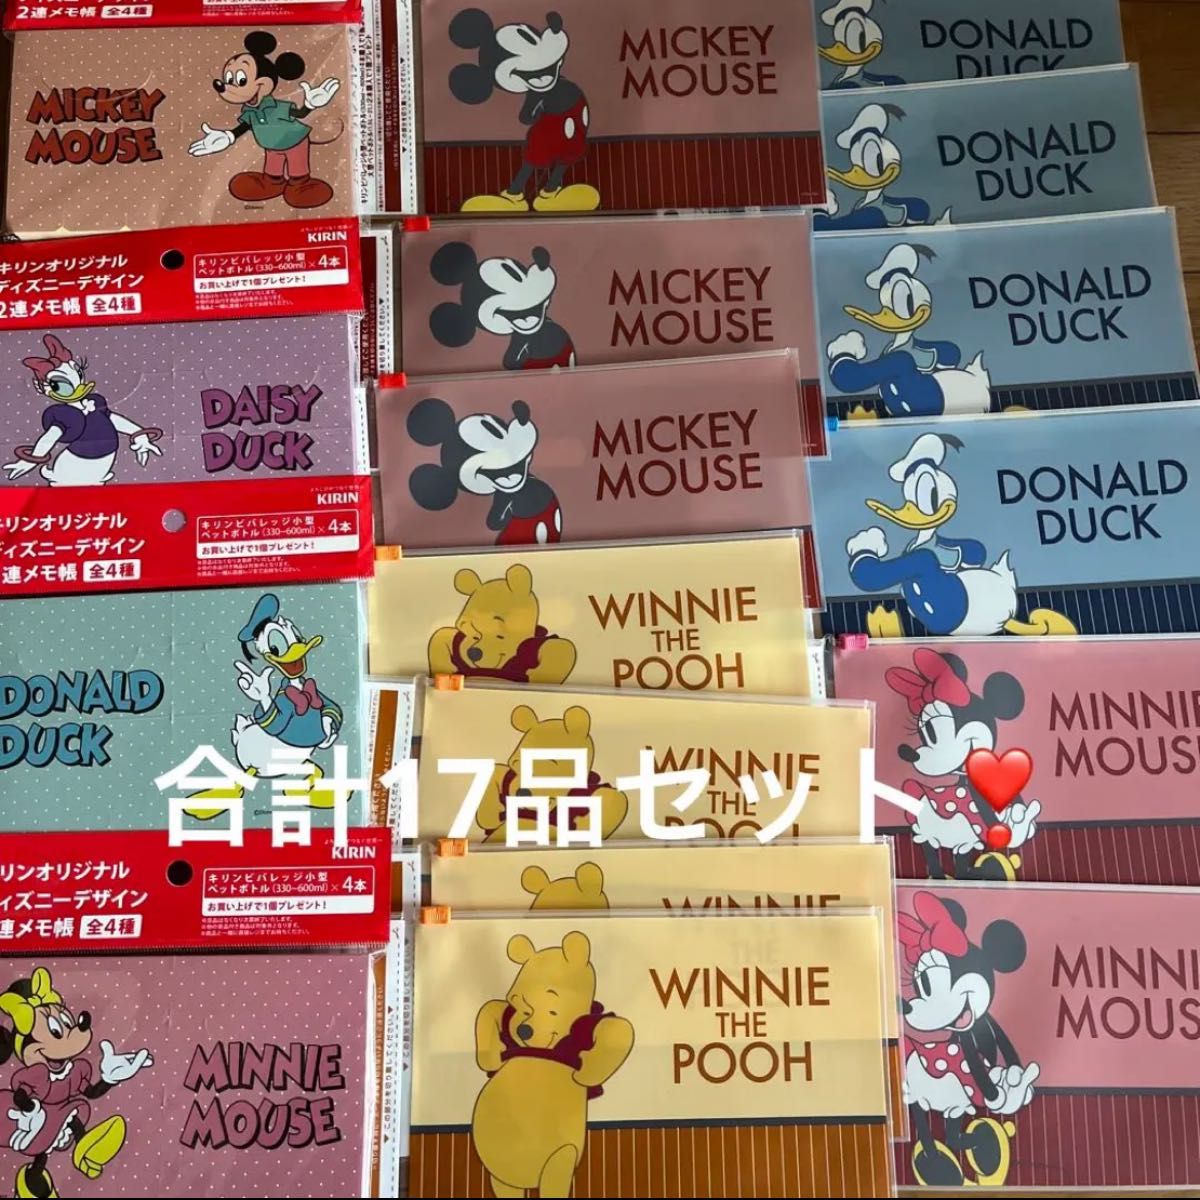 2連メモ帳 全4種
MICKEY
MOUSE
KIRIN
キリンオリジナル
ディズニーデザイン
2連メモ帳 全4種
キリンビバレッジ小型
ペットボトル(330~600ml)×4本
お買い上げで1個プレゼント!
DAISY
DUCK
KIRIN
キリンオリジナル
ディズニーデザイン
連メモ帳 全4種
キリンビバレッジ小型
ペットボトル(330~600ml)×4本
お買い上げで1個プレゼント!
DONALD
DUCK
KIRIN
リンオリジナル
ィズニーデザイン
連メモ帳 全4種
キリンビバレッジ小型
ペットボトル(330~600ml)×4本
お買い上げで1個プレゼント!
MINNIE
MOUSE
MICKEY
MOUSE
MICKEY
MOUSE
MICKEY
MOUSE
WINNIE
THE
POOH
WINNIE
THE
POOH
WINNIE
THE
WINNIE
THE
POOH
DONALD
DUCK
DONALD
DUCK
DONALD
DUCK
DONALD
DUCK
MINNIE
MOUSE
MINNI
MOUS
合計17品セット❣️